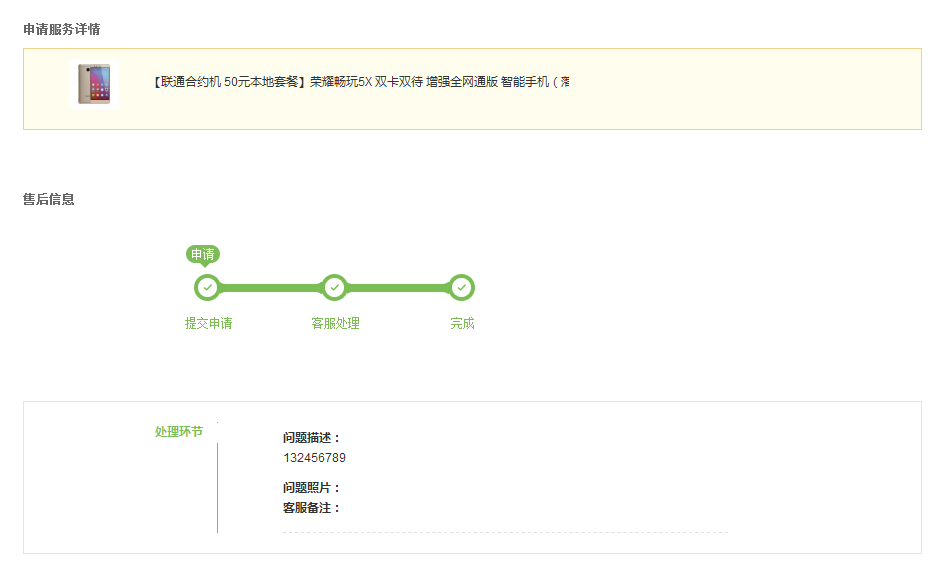 申请服务详情
【联通合约机 50元本地套餐】荣耀畅玩5X 双卡双待 增强全网通版 智能手机（
售后信息
申请
提交申请
客服处理
完成
处理环节
问题描述：
132456789
问题照片：
客服备注：